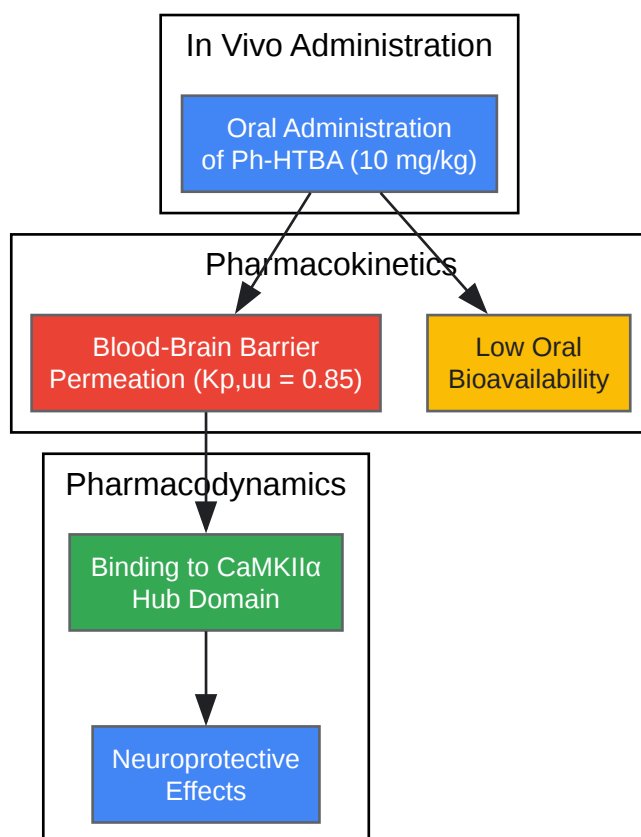 In Vivo Administration
Oral Administration
of Ph-HTBA (10 mg/kg)
Pharmacokinetics
Blood-Brain Barrier
Permeation (Kp,uu = 0.85)
Low Oral
Bioavailability
Pharmacodynamics
Binding to CaMKIIα
Hub Domain
Neuroprotective
Effects